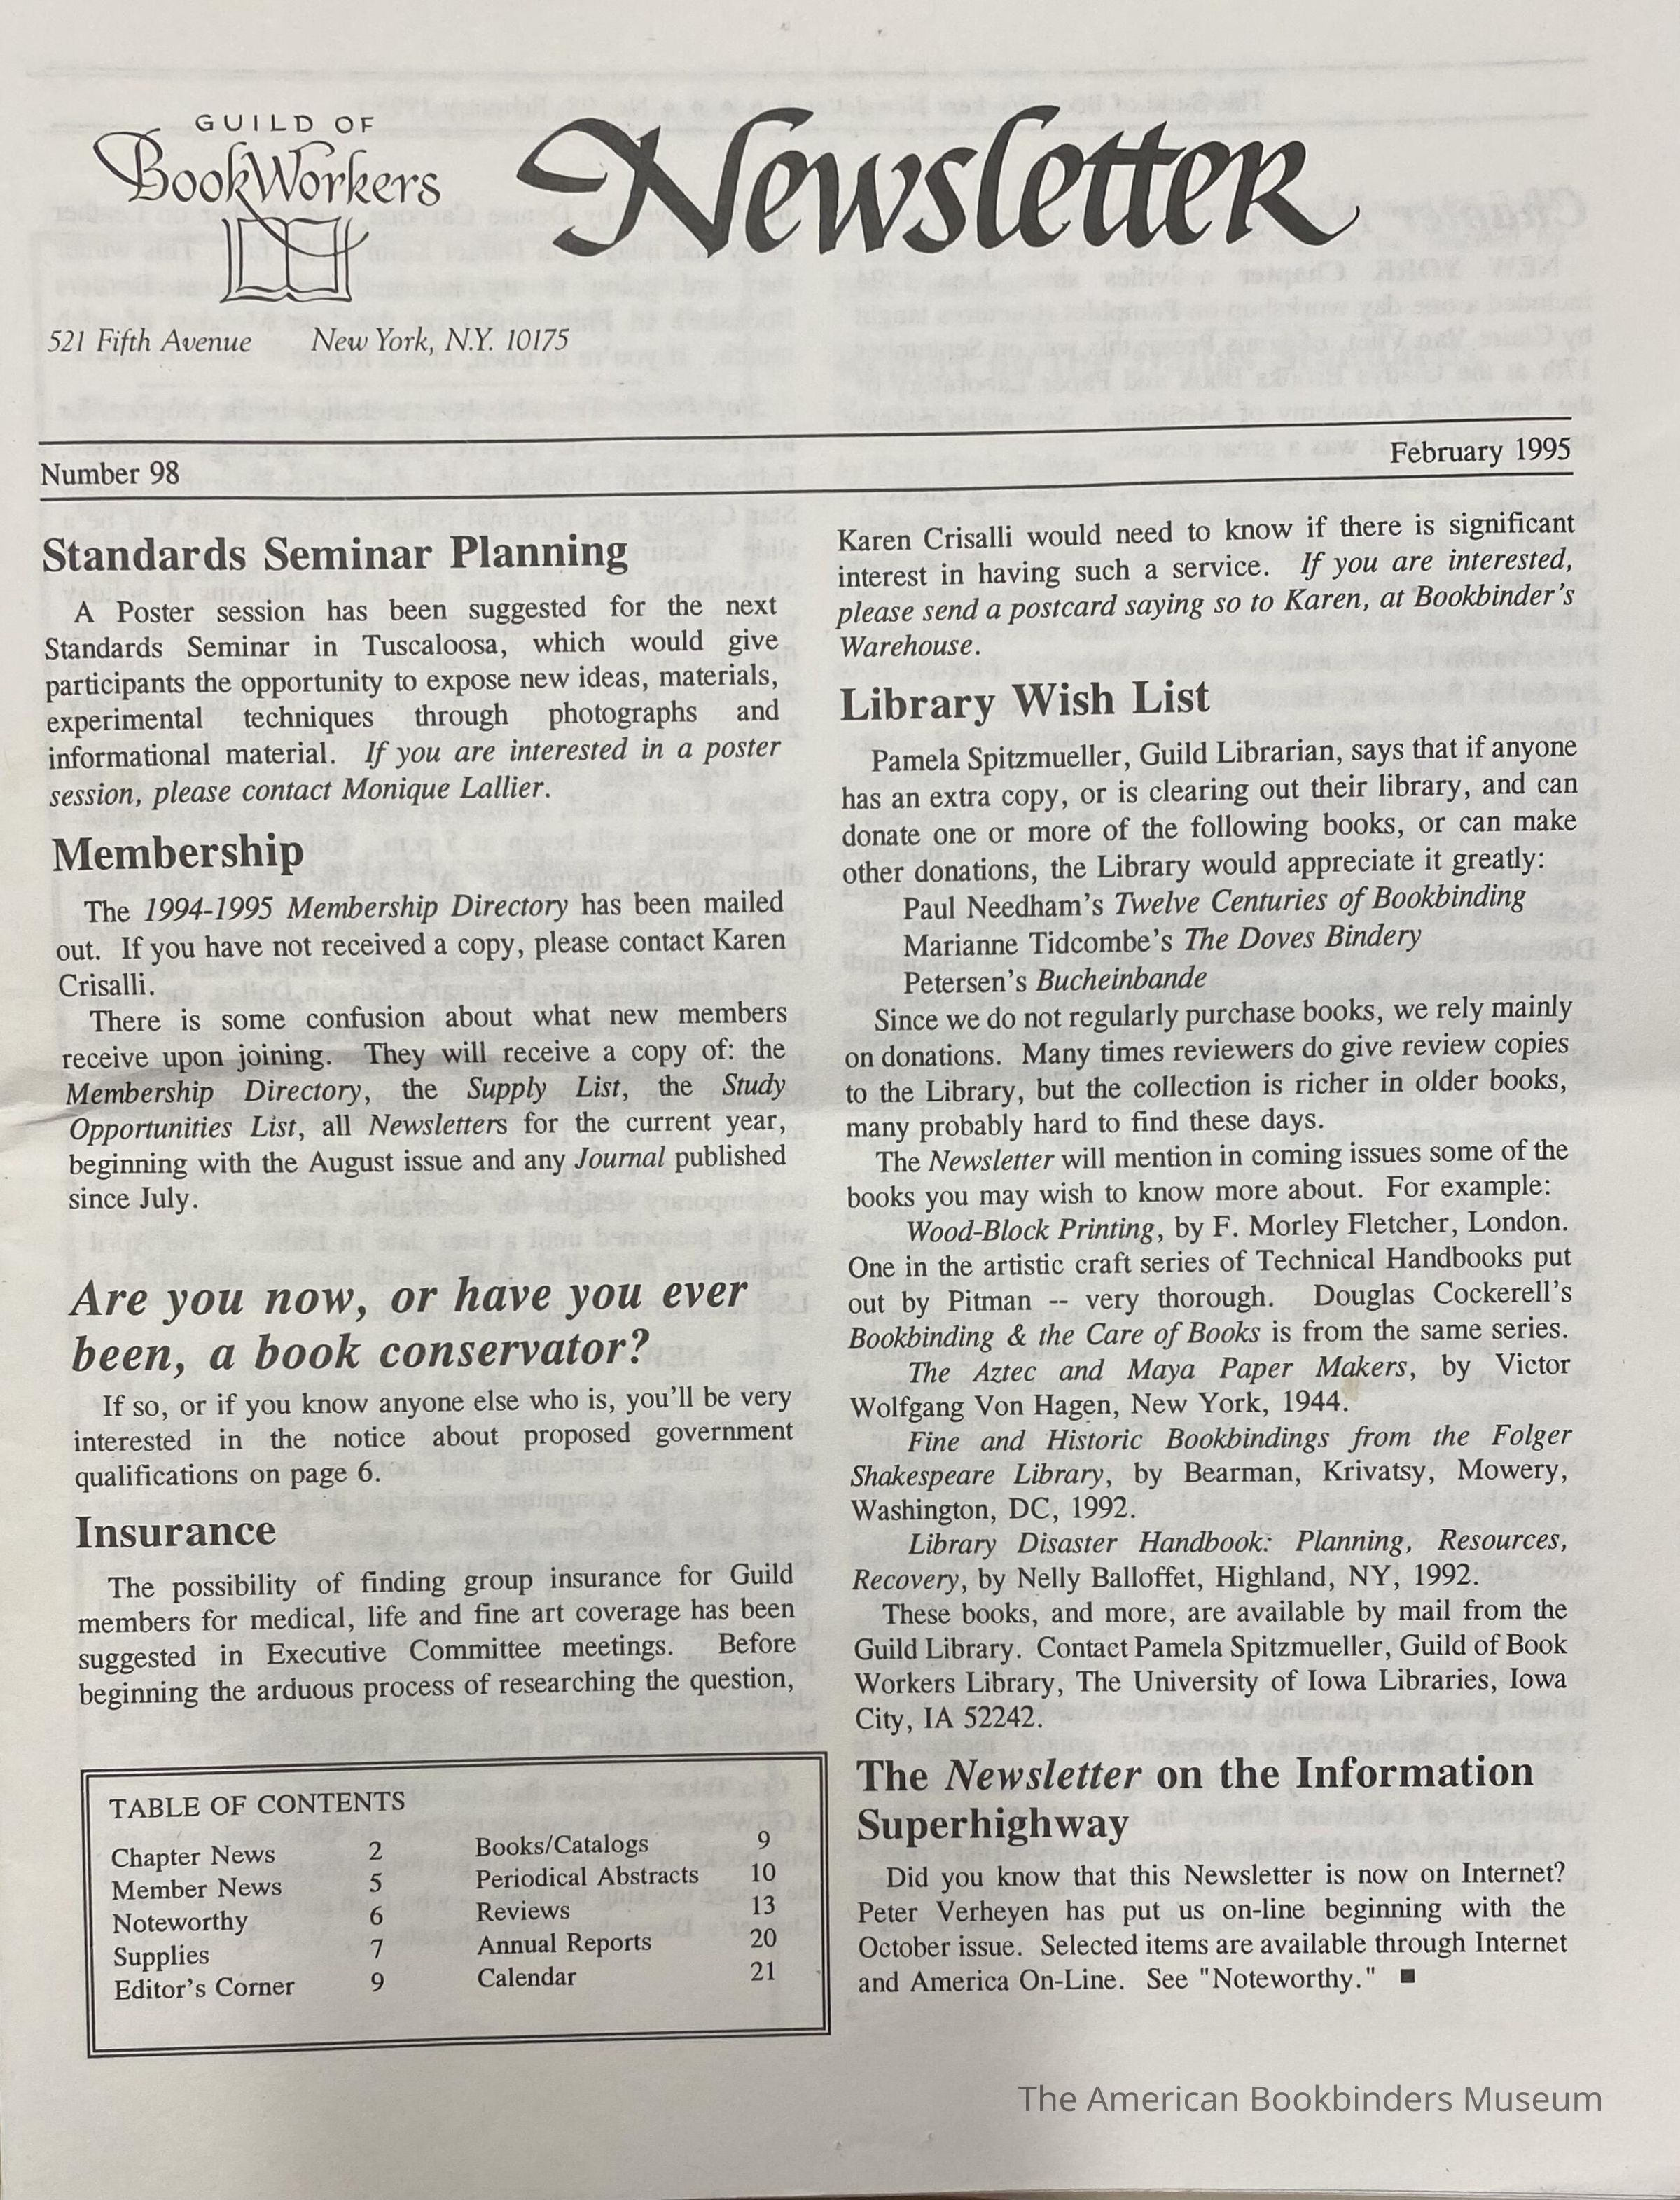 GUILD OF
BookWorkers
Newsletter
521 Fifth Avenue New York, N.Y. 10175
Number 98
February 1995
Standards Seminar Planning
A Poster session has been suggested for the next
Standards Seminar in Tuscaloosa, which would give
participants the opportunity to expose new ideas, materials,
experimental techniques through photographs and
informational material. If you are interested in a poster
session, please contact Monique Lallier.
Membership
The 1994-1995 Membership Directory has been mailed
out. If you have not received a copy, please contact Karen
Crisalli.
There is some confusion about what new members
receive upon joining. They will receive a copy of: the
Membership Directory, the Supply List, the Study
Opportunities List, all Newsletters for the current year,
beginning with the August issue and any Journal published
since July.
Are you now, or have you ever
been, a book conservator?
If so, or if you know anyone else who is, you'll be very
interested in the notice about proposed government
qualifications on page 6.
Insurance
The possibility of finding group insurance for Guild
members for medical, life and fine art coverage has been
suggested in Executive Committee meetings. Before
beginning the arduous process of researching the question,
TABLE OF CONTENTS
Chapter News 2
Member News 5
Noteworthy 6
Supplies 7
Editor's Corner 9
Books/Catalogs 9
Periodical Abstracts 10
Reviews 13
Annual Reports 20
Calendar 21
Karen Crisalli would need to know if there is significant
interest in having such a service. If you are interested,
please send a postcard saying so to Karen, at Bookbinder's
Warehouse.
Library Wish List
Pamela Spitzmueller, Guild Librarian, says that if anyone
has an extra copy, or is clearing out their library, and can
donate one or more of the following books, or can make
other donations, the Library would appreciate it greatly:
Paul Needham's Twelve Centuries of Bookbinding
Marianne Tidcombe's The Doves Bindery
Petersen's Bucheinbande
Since we do not regularly purchase books, we rely mainly
on donations. Many times reviewers do give review copies
to the Library, but the collection is richer in older books,
many probably hard to find these days.
The Newsletter will mention in coming issues some of the
books you may wish to know more about. For example:
Wood-Block Printing, by F. Morley Fletcher, London.
One in the artistic craft series of Technical Handbooks put
out by Pitman -- very thorough. Douglas Cockerell's
Bookbinding & the Care of Books is from the same series.
The Aztec and Maya Paper Makers, by Victor
Wolfgang Von Hagen, New York, 1944.
Fine and Historic Bookbindings from the Folger
Shakespeare Library, by Bearman, Krivatsy, Mowery,
Washington, DC, 1992.
Library Disaster Handbook: Planning, Resources,
Recovery, by Nelly Balloffet, Highland, NY, 1992.
These books, and more, are available by mail from the
Guild Library. Contact Pamela Spitzmueller, Guild of Book
Workers Library, The University of Iowa Libraries, Iowa
City, IA 52242.
The Newsletter on the Information
Superhighway
Did you know that this Newsletter is now on Internet?
Peter Verheyen has put us on-line beginning with the
October issue. Selected items are available through Internet
and America On-Line. See "Noteworthy." ■
The American Bookbinders Museum